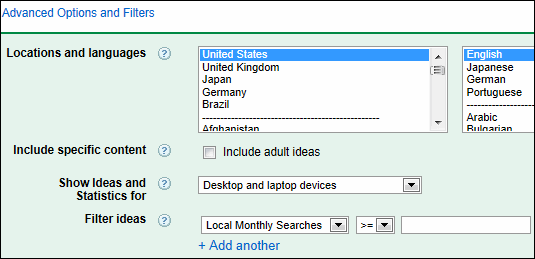 Advanced Options and Filters
Locations and languages
United States
United Kingdom
Japan
Germany
Brazil
--------------------------------------------------
Afghanistan
English
Japanese
German
Portuguese
--------------------
Arabic
Bulgarian
Include specific content
Include adult ideas
Show Ideas and
Statistics for
Desktop and laptop devices
Filter ideas
Local Monthly Searches
>=
+ Add another